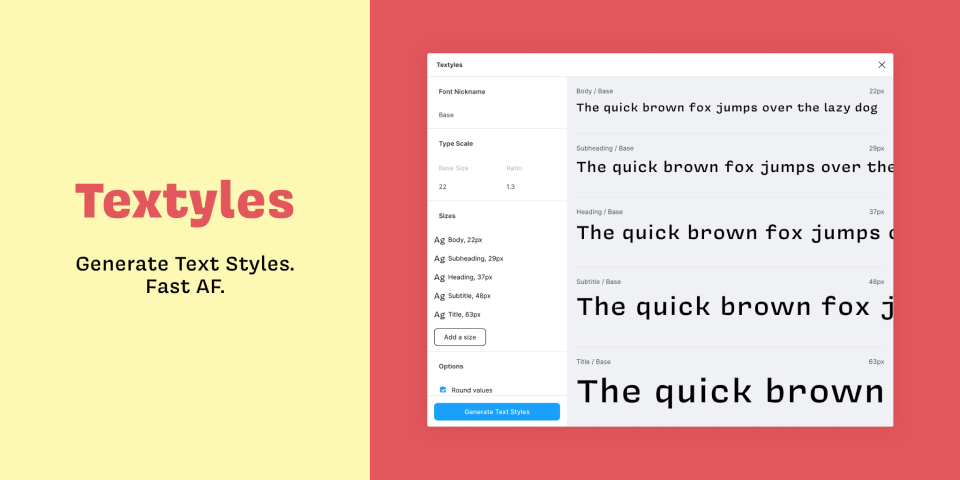 Textyles
Generate Text Styles.
Fast AF.
Textyles
Font Nickname
Base
Type Scale
Base Size Ratio
22 1.3
Sizes
Ag Body, 22px
Ag Subheading, 29px
Ag Heading, 37px
Ag Subtitle, 48px
Ag Title, 63px
Add a size
Options
Round values
Generate Text Styles
Body / Base 22px
The quick brown fox jumps over the lazy dog
Subheading / Base 29px
The quick brown fox jumps over the
Heading / Base 37px
The quick brown fox jumps
Subtitle / Base 48px
The quick brown fox j
Title / Base 63px
The quick brown